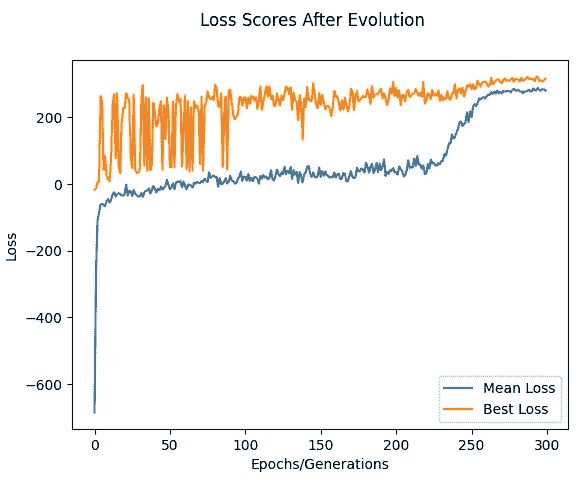 Loss Scores After Evolution
Loss
200
0
−200
−400
−600
0 50 100 150 200 250 300
Epochs/Generations
Mean Loss
Best Loss